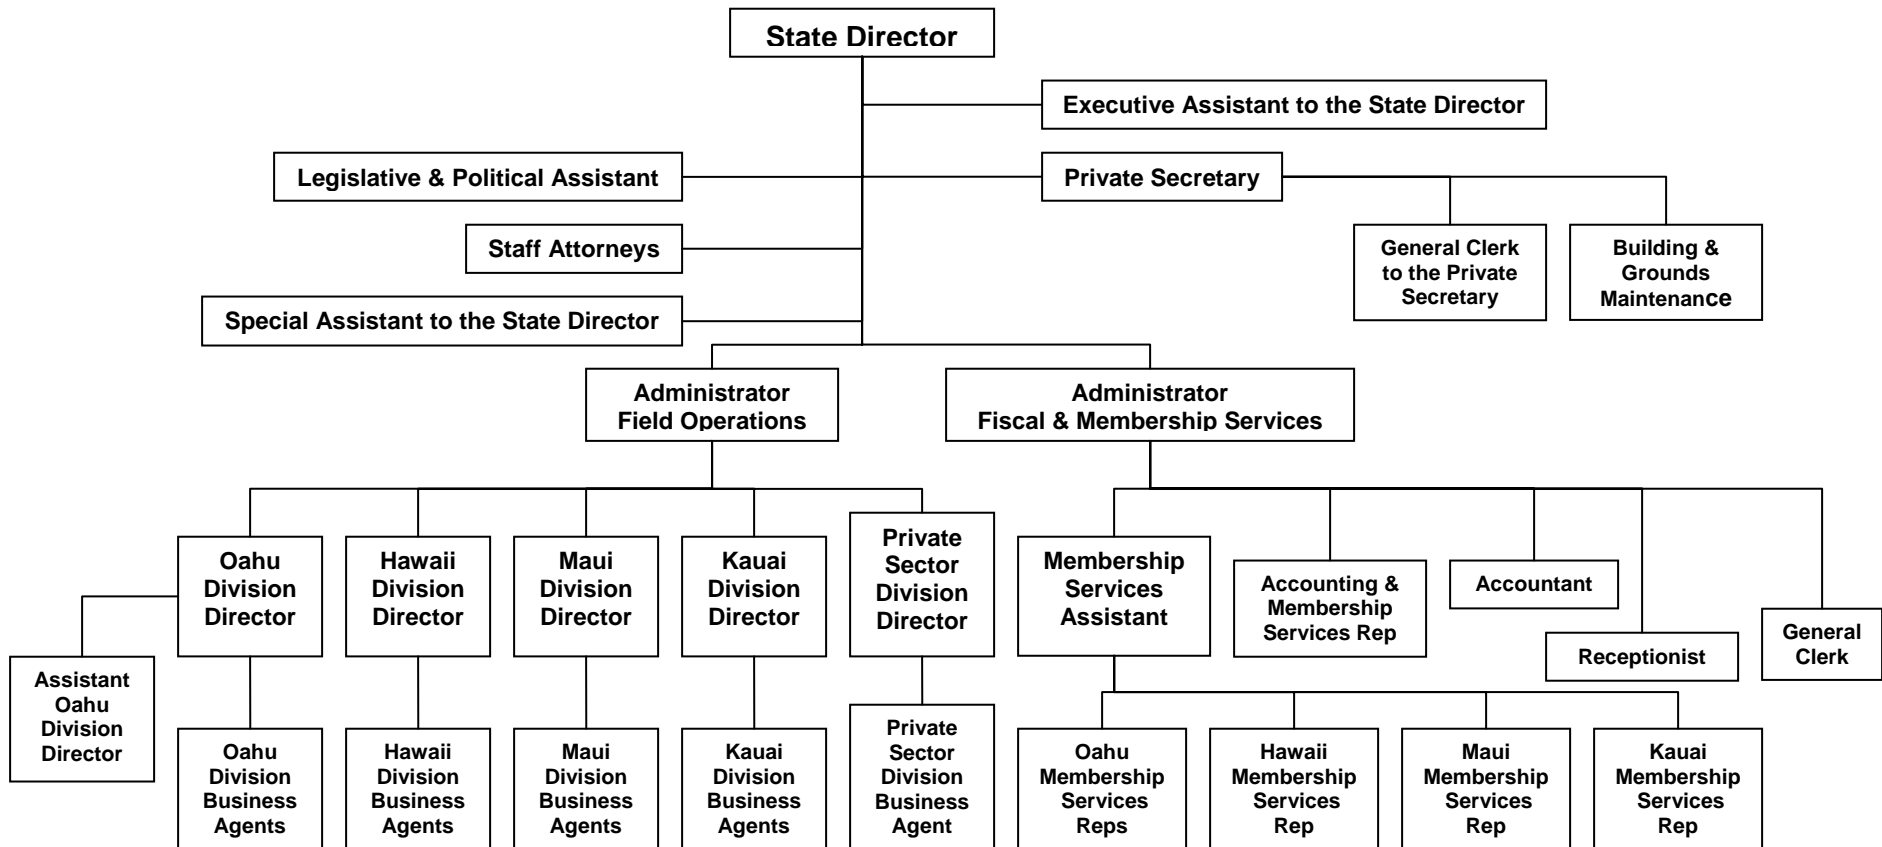 State Director
Executive Assistant to the State Director
Legislative & Political Assistant
Private Secretary
Staff Attorneys
General Clerk
to the Private
Secretary
Building &
Grounds
Maintenance
Special Assistant to the State Director
Administrator
Field Operations
Administrator
Fiscal & Membership Services
Oahu
Division
Director
Hawaii
Division
Director
Maui
Division
Director
Kauai
Division
Director
Private
Sector
Division
Director
Membership
Services
Assistant
Accounting &
Membership
Services Rep
Accountant
Receptionist
General
Clerk
Assistant
Oahu
Division
Director
Oahu
Division
Business
Agents
Hawaii
Division
Business
Agents
Maui
Division
Business
Agents
Kauai
Division
Business
Agents
Private
Sector
Division
Business
Agent
Oahu
Membership
Services
Reps
Hawaii
Membership
Services
Rep
Maui
Membership
Services
Rep
Kauai
Membership
Services
Rep